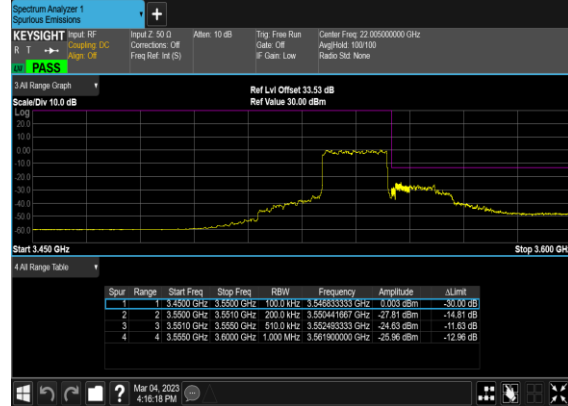 Spectrum Analyzer 1
Spurious Emissions
+
KEYSIGHT Input: RF
R T Coupling: DC
Align: Off
Input Z: 50 Ω
Corrections: Off
Freq Ref: Int (S)
Atten: 10 dB
Trig: Free Run
Gate: Off
IF Gain: Low
Center Freq: 22.005000000 GHz
Avg|Hold: 100/100
Radio Std: None
PASS
3 All Range Graph
Scale/Div 10.0 dB
Ref Lvl Offset 33.53 dB
Ref Value 30.00 dBm
Log
20.0
10.0
0.00
-10.0
-20.0
-30.0
-40.0
-50.0
-60.0
Start 3.450 GHz
Stop 3.600 GH
4 All Range Table
Spur Range Start Freq Stop Freq RBW Frequency Amplitude ΔLimit
1 1 3.4500 GHz 3.5500 GHz 100.0 kHz 3.546833333 GHz 0.003 dBm -30.00 dB
2 2 3.5500 GHz 3.5510 GHz 200.0 kHz 3.550441667 GHz -27.81 dBm -14.81 dB
3 3 3.5510 GHz 3.5550 GHz 510.0 kHz 3.552493333 GHz -24.63 dBm -11.63 dB
4 4 3.5550 GHz 3.6000 GHz 1.000 MHz 3.561900000 GHz -25.96 dBm -12.96 dB
?
Mar 04, 2023
4:16:18 PM